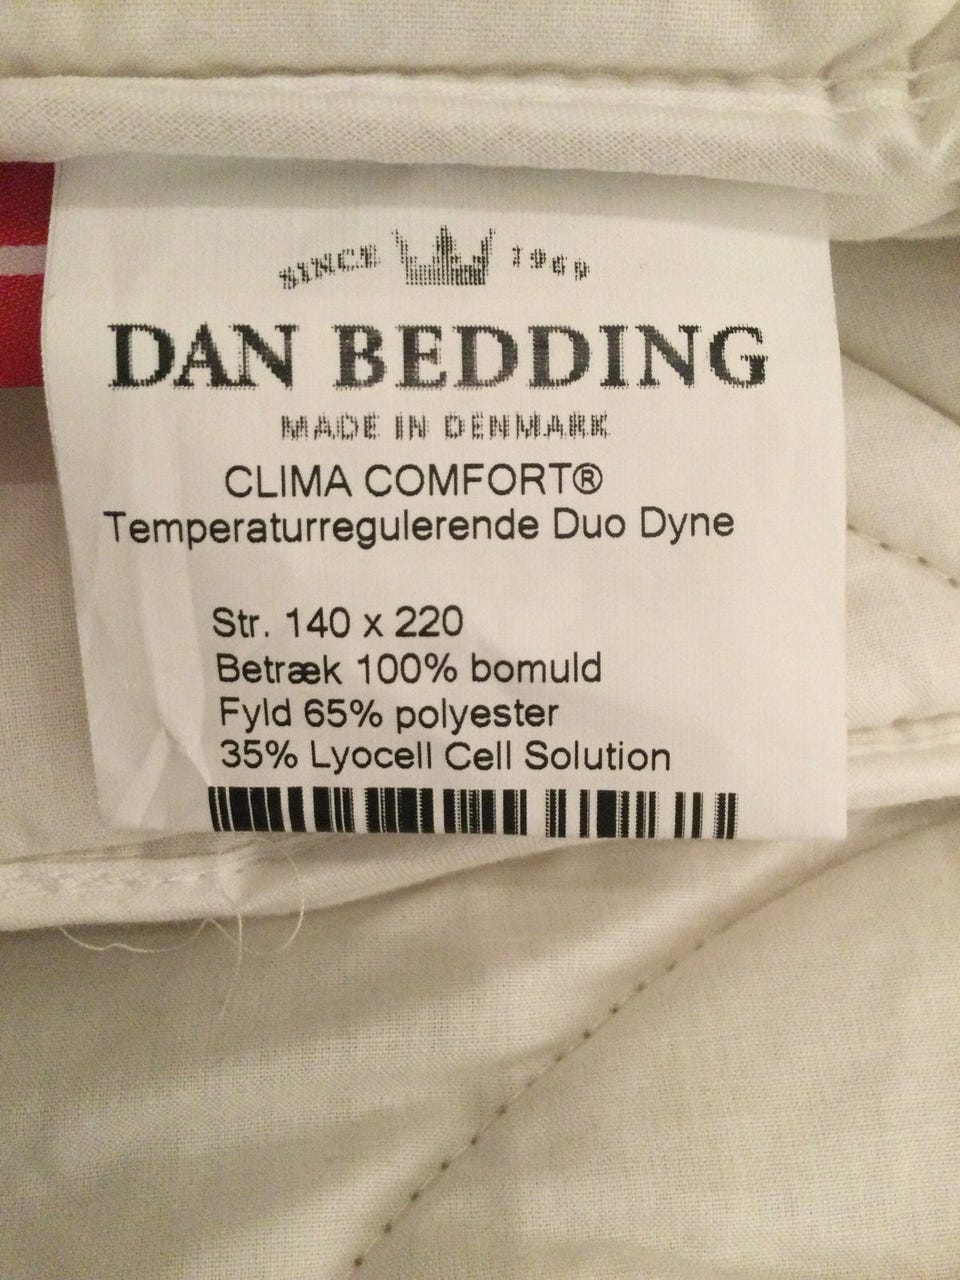 SINCE 1969
DAN BEDDING
MADE IN DENMARK
CLIMA COMFORT®
Temperaturregulerende Duo Dyne
Str. 140 x 220
Betræk 100% bomuld
Fyld 65% polyester
35% Lyocell Cell Solution